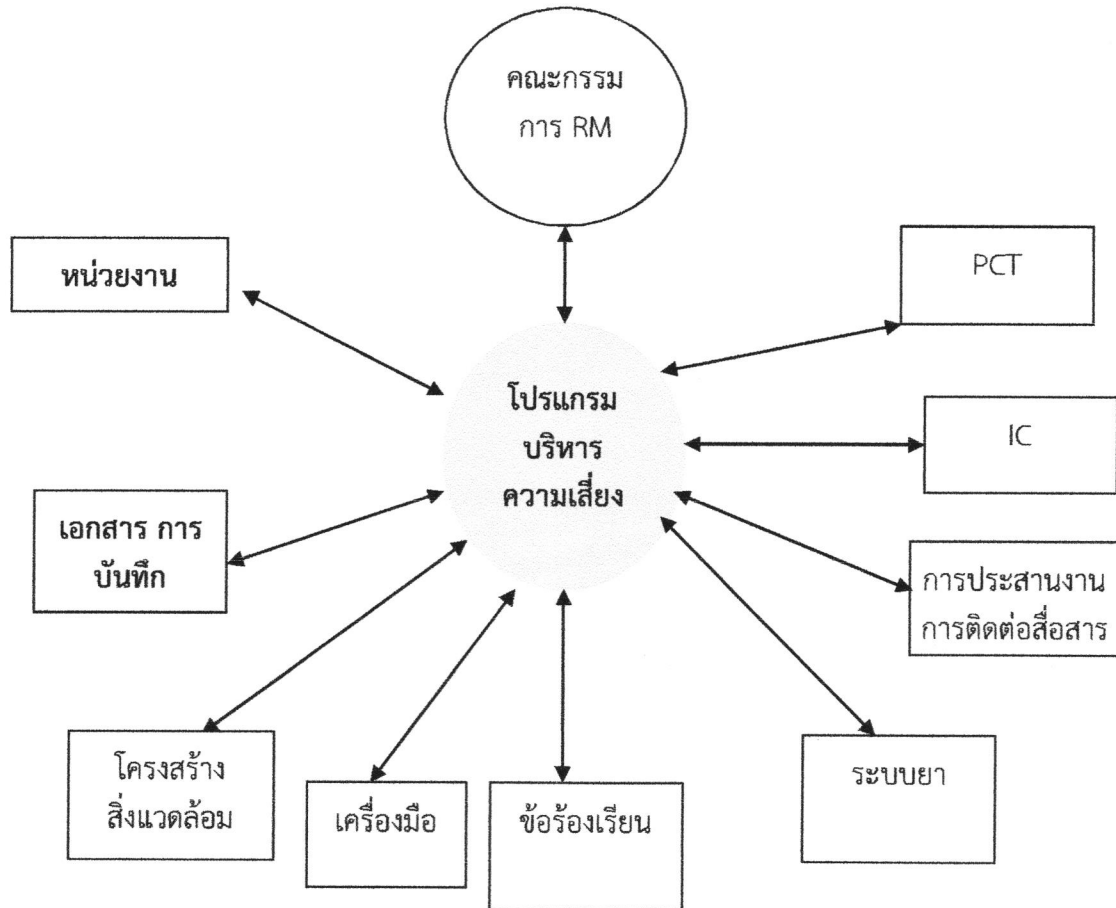 คณะกรรม
การ RM
หน่วยงาน
PCT
โปรแกรม
บริหาร
ความเสี่ยง
IC
เอกสาร การ
บันทึก
การประสานงาน
การติดต่อสื่อสาร
โครงสร้าง
สิ่งแวดล้อม
เครื่องมือ
ข้อร้องเรียน
ระบบยา